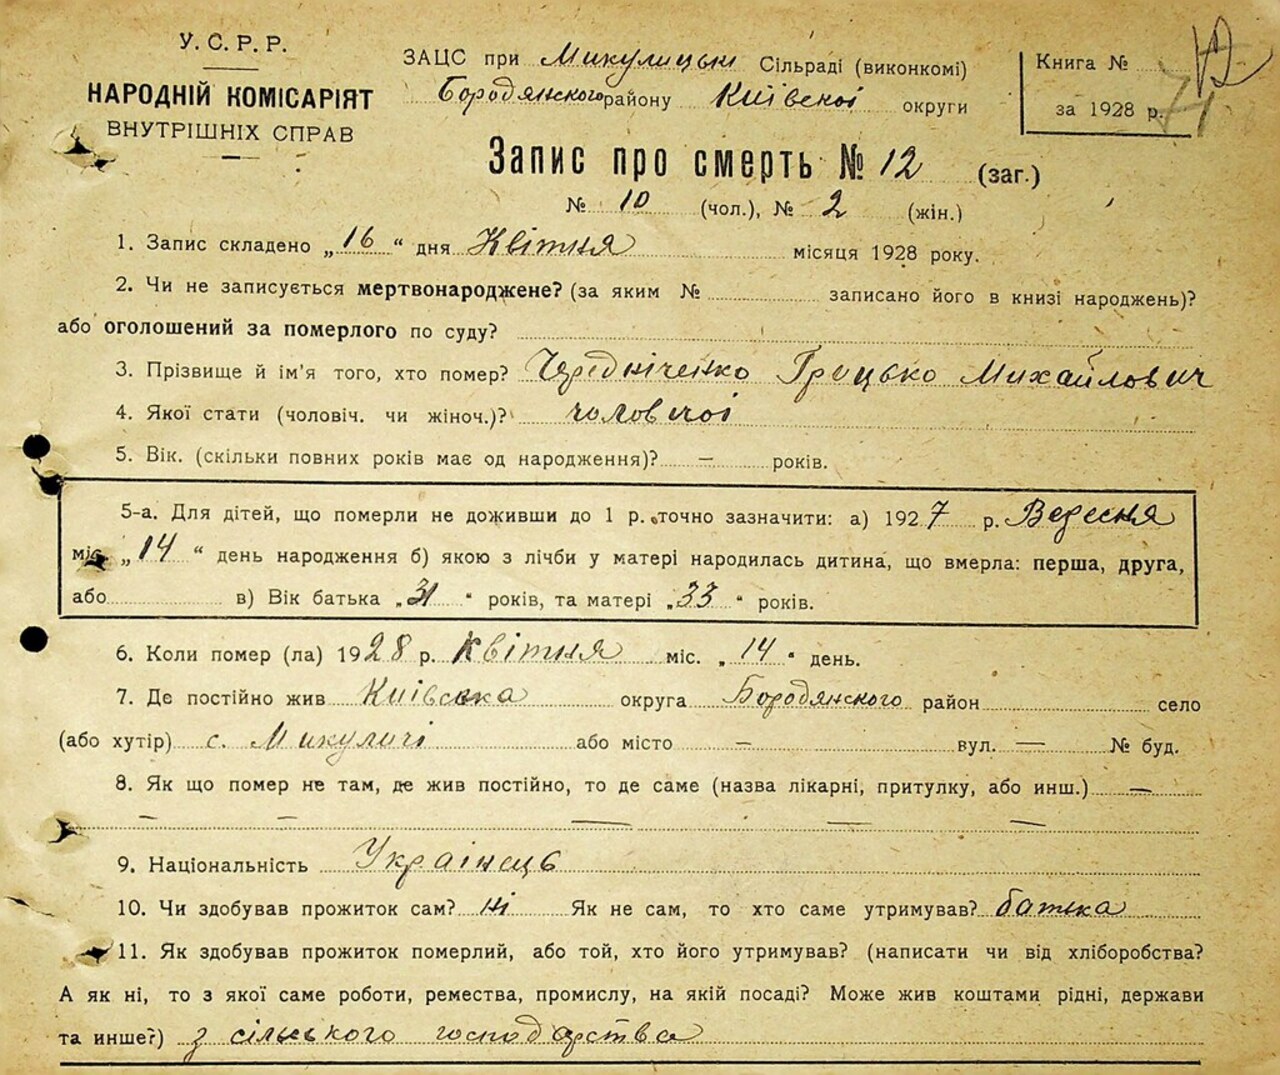 У. С. Р. Р.
НАРОДНІЙ КОМІСАРІЯТ
ВНУТРІШНІХ СПРАВ
ЗАЦС при Микулицькі Сільраді (виконкомі)
Бородянского району Київскої округи
Книга №
за 1928 р.
Запис про смерть № 12 (заг.)
№ 10 (чол.), № 2 (жін.)
1. Запис складено „16“ дня Квітня місяця 1928 року.
2. Чи не записується мертвонароджене? (за яким № записано його в книзі народжень)?
або оголошений за померлого по суду?
3. Прізвище й ім'я того, хто помер? Чередніченко Грицько Михайлович
4. Якої стати (чоловіч. чи жіноч.)? чоловічої
5. Вік. (скільки повних років має од народження)? — років.
5-а. Для дітей, що померли не доживши до 1 р. точно зазначити: а) 1927 р. Вересня
міс. „14“ день народження б) якою з лічби у матері народилась дитина, що вмерла: перша, друга,
або в) Вік батька „31“ років, та матері „33“ років.
6. Коли помер (ла) 1928 р. Квітня міс. „14“ день.
7. Де постійно жив Київська округа Бородянского район село
(або хутір) с. Микуличі або місто — вул. — № буд.
8. Як що помер не там, де жив постійно, то де саме (назва лікарні, притулку, або инш.) —
— — — — —
9. Національність Українець
10. Чи здобував прожиток сам? ні Як не сам, то хто саме утримував? батька
11. Як здобував прожиток померлий, або той, хто його утримував? (написати чи від хліборобства?
А як ні, то з якої саме роботи, ремества, промислу, на якій посаді? Може жив коштами рідні, держави
та инше?) з сільского господарства